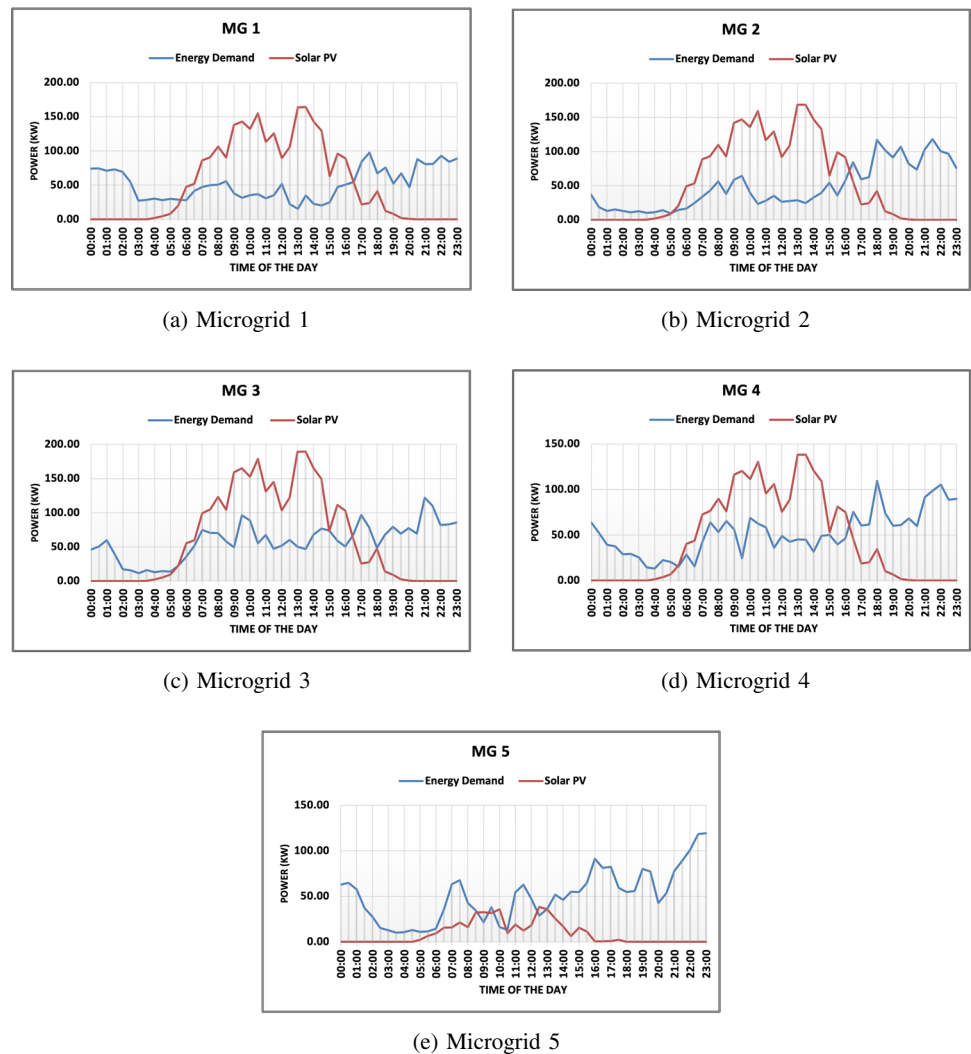 MG 1
Energy Demand Solar PV
200.00
150.00
100.00
50.00
0.00
POWER (KW)
00:00 01:00 02:00 03:00 04:00 05:00 06:00 07:00 08:00 09:00 10:00 11:00 12:00 13:00 14:00 15:00 16:00 17:00 18:00 19:00 20:00 21:00 22:00 23:00
TIME OF THE DAY
(a) Microgrid 1
MG 2
Energy Demand Solar PV
200.00
150.00
100.00
50.00
0.00
POWER (KW)
00:00 01:00 02:00 03:00 04:00 05:00 06:00 07:00 08:00 09:00 10:00 11:00 12:00 13:00 14:00 15:00 16:00 17:00 18:00 19:00 20:00 21:00 22:00 23:00
TIME OF THE DAY
(b) Microgrid 2
MG 3
Energy Demand Solar PV
200.00
150.00
100.00
50.00
0.00
POWER (KW)
00:00 01:00 02:00 03:00 04:00 05:00 06:00 07:00 08:00 09:00 10:00 11:00 12:00 13:00 14:00 15:00 16:00 17:00 18:00 19:00 20:00 21:00 22:00 23:00
TIME OF THE DAY
(c) Microgrid 3
MG 4
Energy Demand Solar PV
150.00
100.00
50.00
0.00
POWER (KW)
00:00 01:00 02:00 03:00 04:00 05:00 06:00 07:00 08:00 09:00 10:00 11:00 12:00 13:00 14:00 15:00 16:00 17:00 18:00 19:00 20:00 21:00 22:00 23:00
TIME OF THE DAY
(d) Microgrid 4
MG 5
Energy Demand Solar PV
150.00
100.00
50.00
0.00
POWER (KW)
00:00 01:00 02:00 03:00 04:00 05:00 06:00 07:00 08:00 09:00 10:00 11:00 12:00 13:00 14:00 15:00 16:00 17:00 18:00 19:00 20:00 21:00 22:00 23:00
TIME OF THE DAY
(e) Microgrid 5